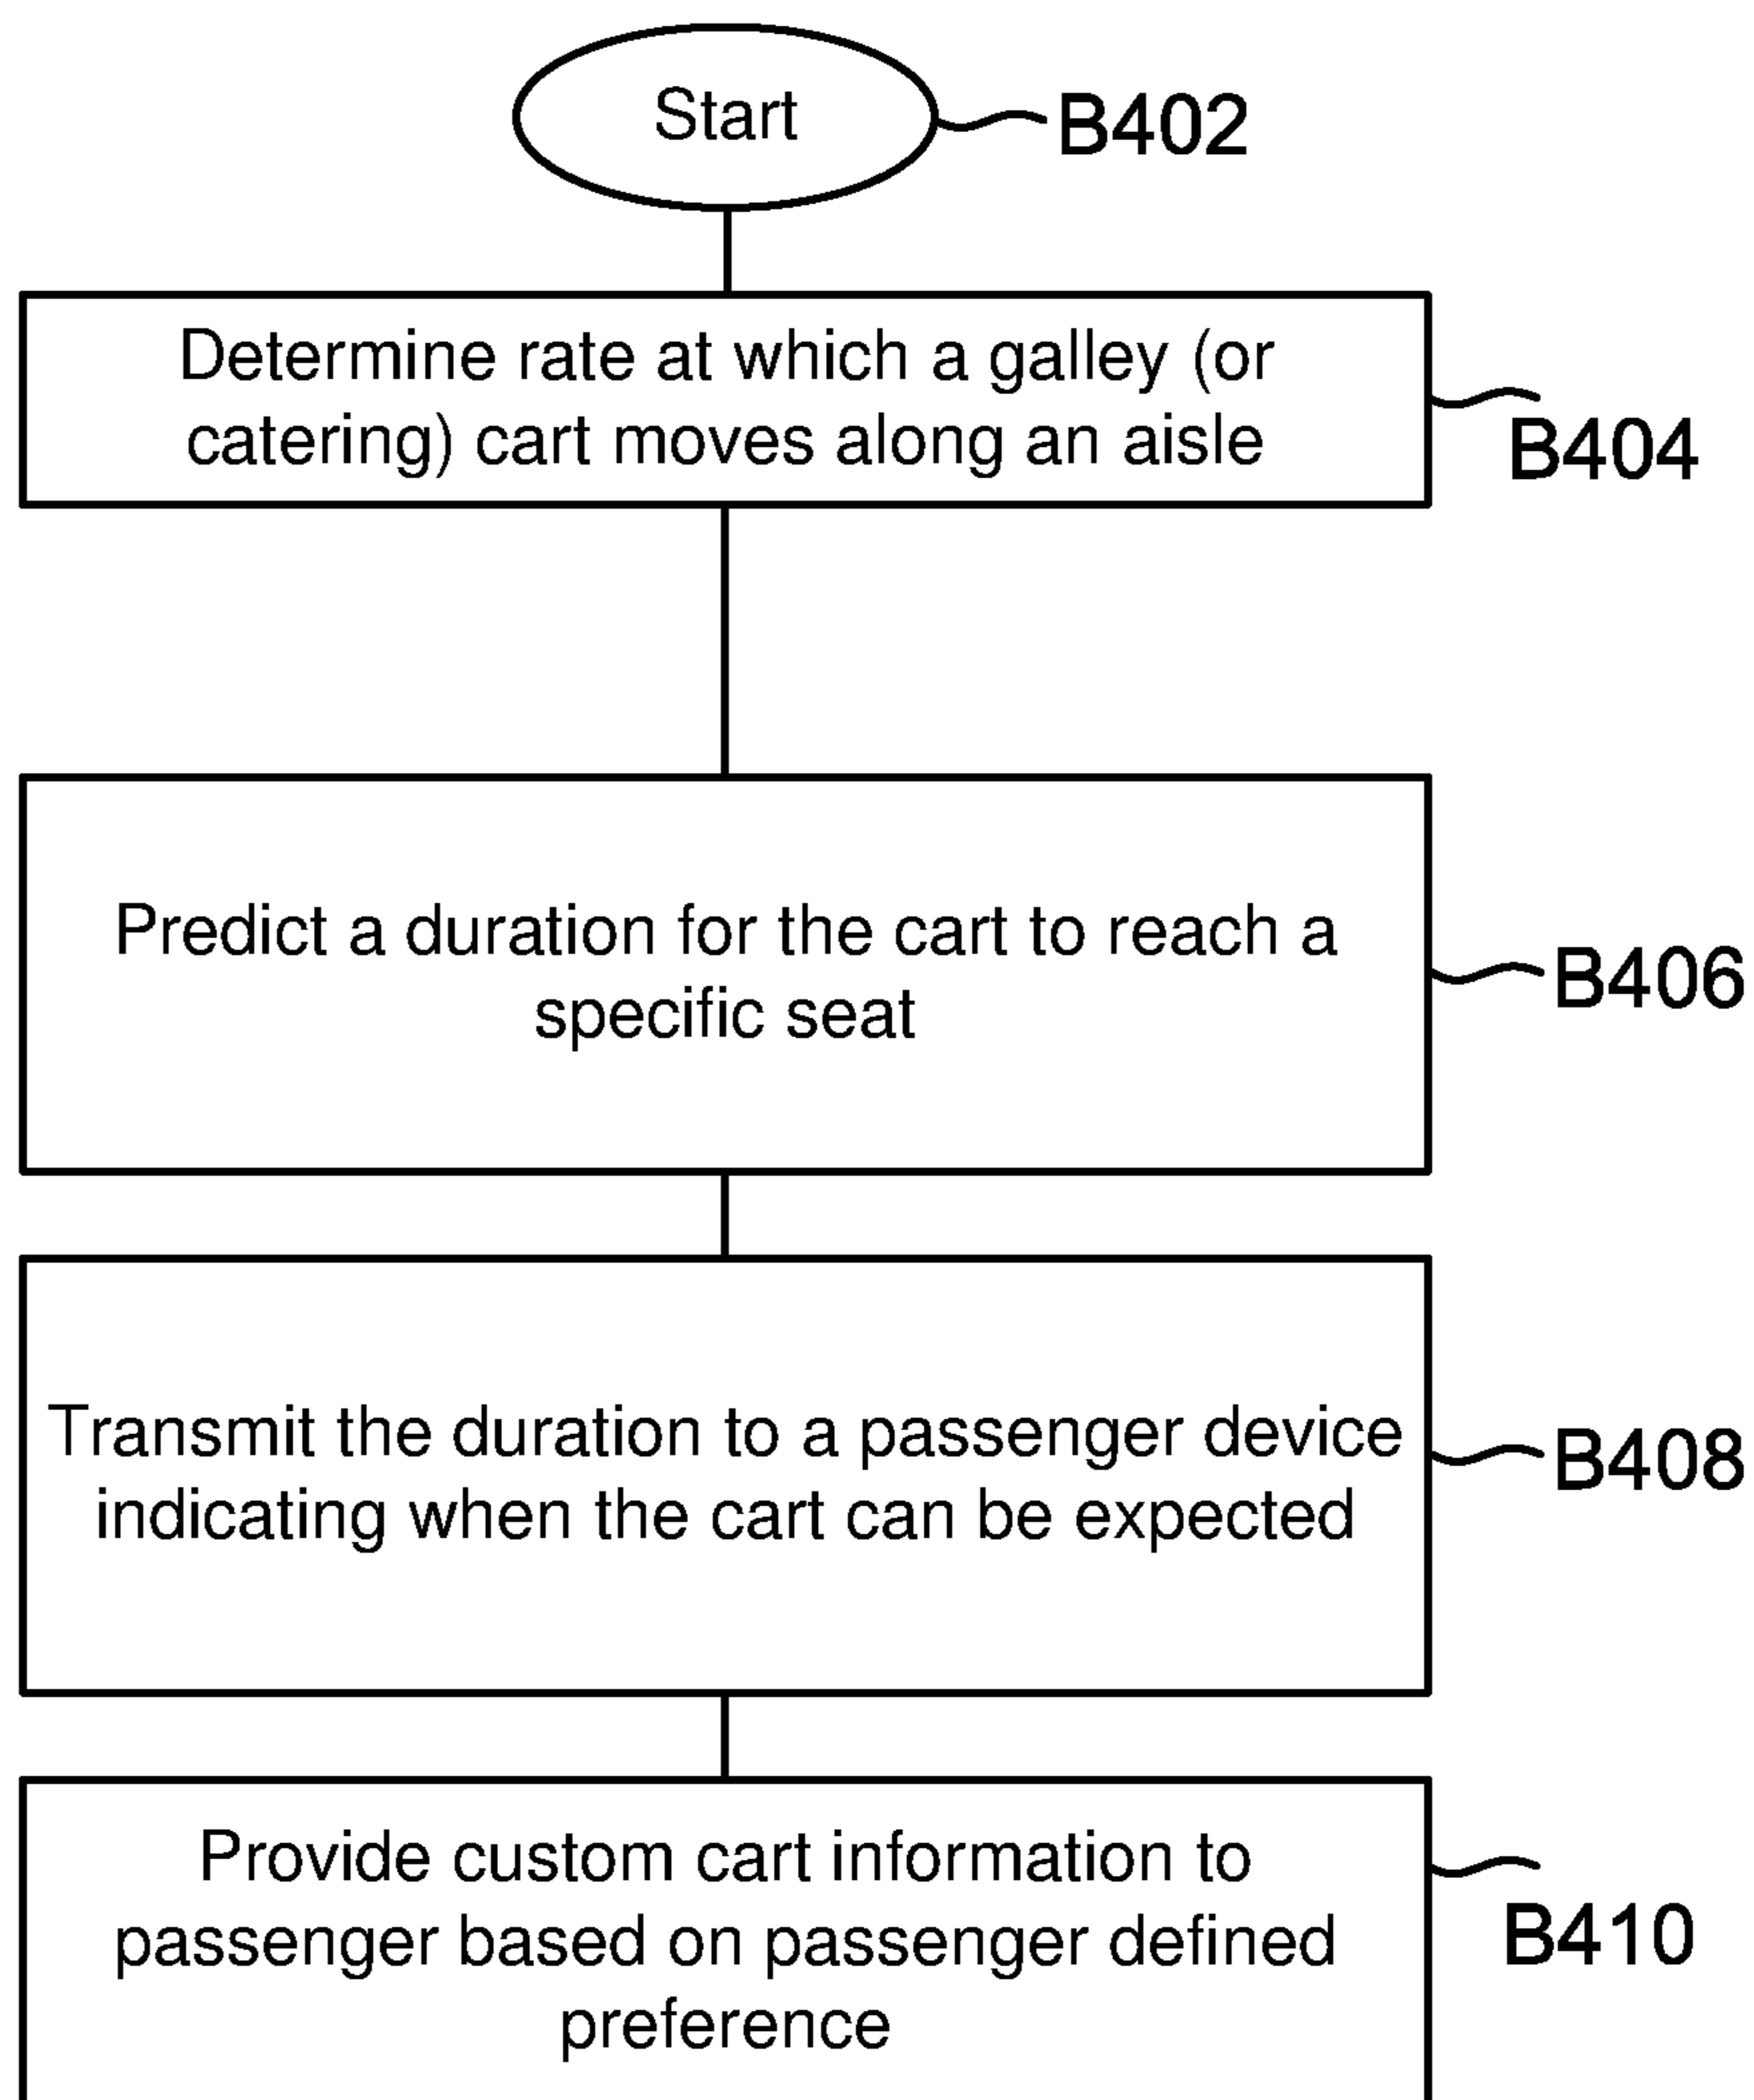 Start
B402
Determine rate at which a galley (or
catering) cart moves along an aisle
B404
Predict a duration for the cart to reach a
specific seat
B406
Transmit the duration to a passenger device
indicating when the cart can be expected
B408
Provide custom cart information to
passenger based on passenger defined
preference
B410